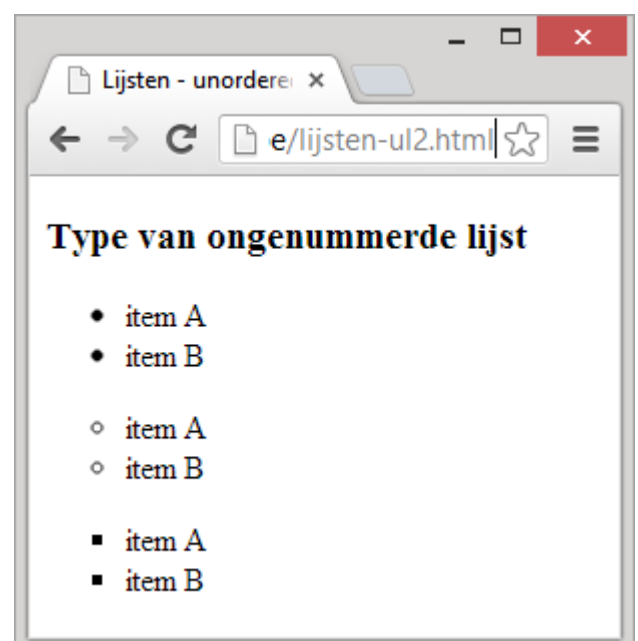 Lijsten - unordere
e/lijsten-ul2.html
Type van ongenummerde lijst
item A
item B
item A
item B
item A
item B